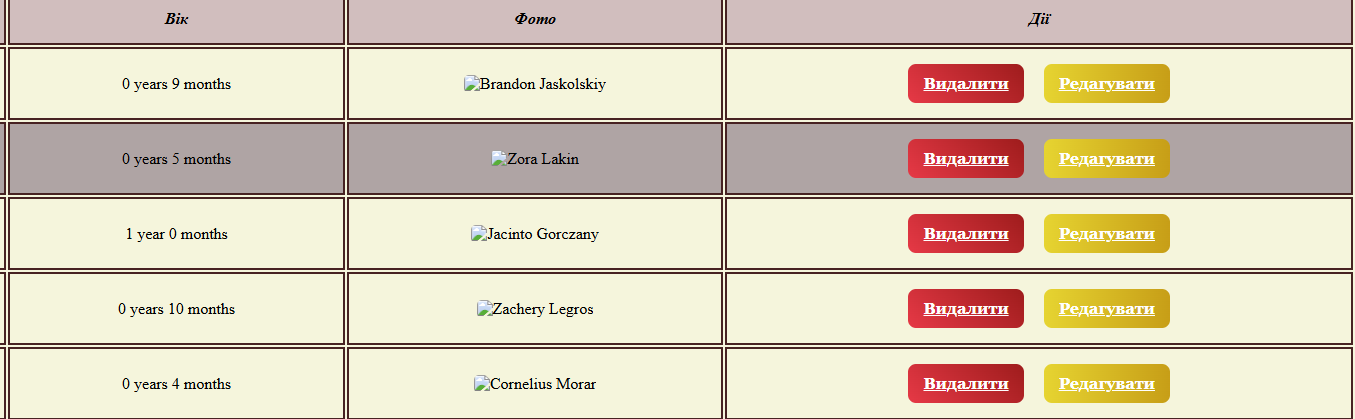 Вік Фото Дії
0 years 9 months Brandon Jaskolskiy Видалити Редагувати
0 years 5 months Zora Lakin Видалити Редагувати
1 year 0 months Jacinto Gorczany Видалити Редагувати
0 years 10 months Zachery Legros Видалити Редагувати
0 years 4 months Cornelius Morar Видалити Редагувати